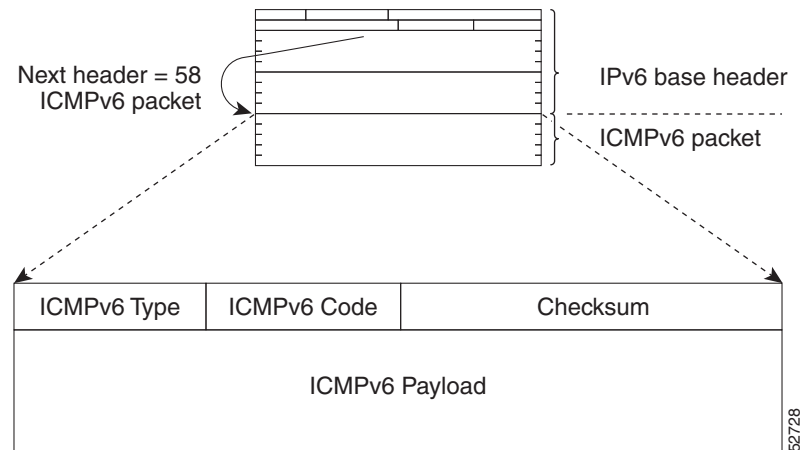 Next header = 58
ICMPv6 packet
IPv6 base header
ICMPv6 packet
ICMPv6 Type
ICMPv6 Code
Checksum
ICMPv6 Payload
52728